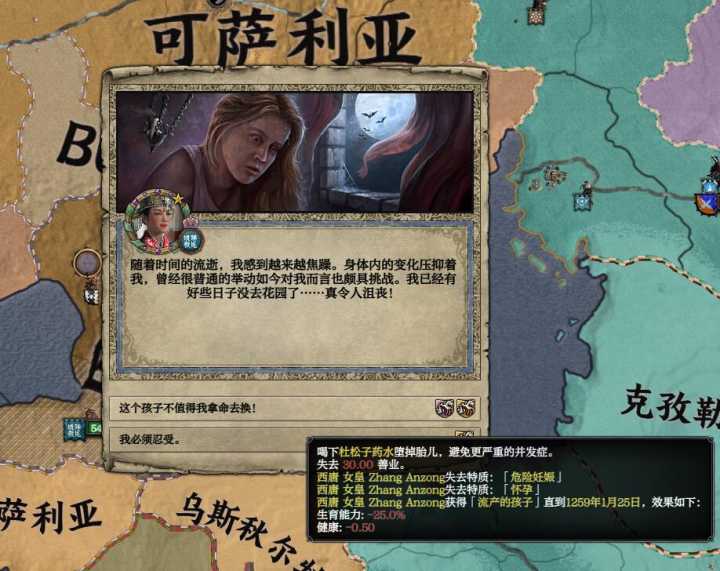 可萨利亚
B
随着时间的流逝，我感到越来越焦躁。身体内的变化压抑着
我，曾经很普通的举动如今对我而言也颇具挑战。我已经有
好些日子没去花园了……真令人沮丧！
这个孩子不值得我拿命去换！
我必须忍受。
54
喝下杜松子药水堕掉胎儿，避免更严重的并发症。
失去 30.00 善业。
西唐 女皇 Zhang Anzong失去特质：「危险妊娠」
西唐 女皇 Zhang Anzong失去特质：「怀孕」
西唐 女皇 Zhang Anzong获得「流产的孩子」直到1259年1月25日，效果如下：
生育能力: -25.0%
健康: -0.50
克孜勒
萨利亚
乌斯秋尔特